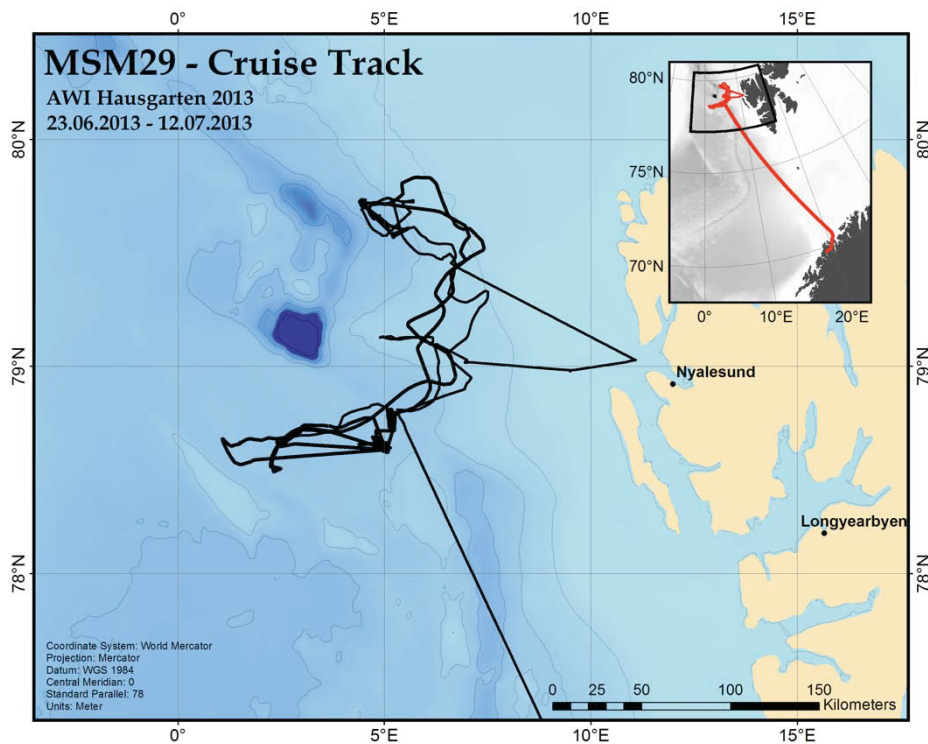 0° 5°E 10°E 15°E
MSM29 - Cruise Track
AWI Hausgarten 2013
23.06.2013 - 12.07.2013
80°N
75°N
70°N
0° 10°E 20°E
80°N 80°N
79°N 79°N
78°N 78°N
Nyalesund
Longyearbyen
Coordinate System: World Mercator
Projection: Mercator
Datum: WGS 1984
Central Meridian: 0
Standard Parallel: 78
Units: Meter
0 25 50 100 150
Kilometers
0° 5°E 10°E 15°E